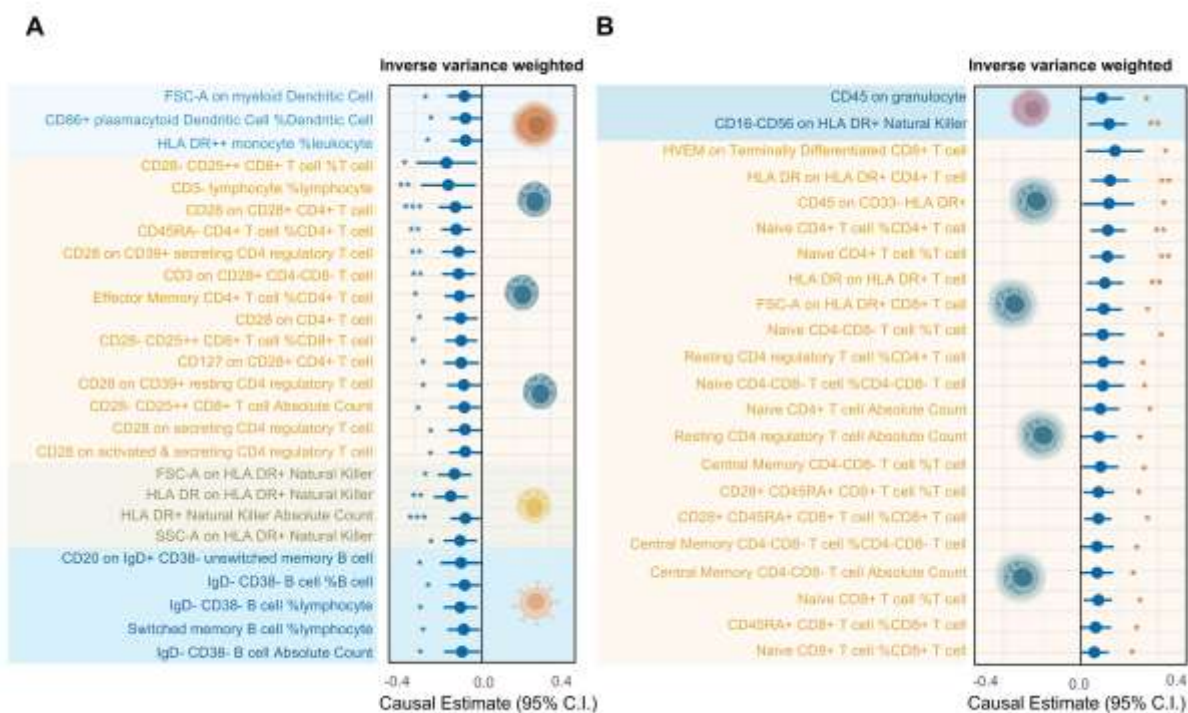 A
Inverse variance weighted
FSC-A on myeloid Dendritic Cell
CD86+ plasmacytoid Dendritic Cell %Dendritic Cell
HLA DR++ monocyte %leukocyte
CD28- CD25++ CD8+ T cell %T cell
CD3- lymphocyte %lymphocyte
CD28 on CD28+ CD4+ T cell
CD45RA- CD4+ T cell %CD4+ T cell
CD28 on CD39+ secreting CD4 regulatory T cell
CD3 on CD28+ CD4-CD8- T cell
Effector Memory CD4+ T cell %CD4+ T cell
CD28 on CD4+ T cell
CD28- CD25++ CD8+ T cell %CD8+ T cell
CD127 on CD28+ CD4+ T cell
CD28 on CD39+ resting CD4 regulatory T cell
CD28- CD25++ CD8+ T cell Absolute Count
CD28 on secreting CD4 regulatory T cell
CD28 on activated & secreting CD4 regulatory T cell
FSC-A on HLA DR+ Natural Killer
HLA DR on HLA DR+ Natural Killer
HLA DR+ Natural Killer Absolute Count
SSC-A on HLA DR+ Natural Killer
CD20 on IgD+ CD38- unswitched memory B cell
IgD- CD38- B cell %B cell
IgD- CD38- B cell %lymphocyte
Switched memory B cell %lymphocyte
IgD- CD38- B cell Absolute Count
-0.4 0.0 0.4
Causal Estimate (95% C.I.)
B
Inverse variance weighted
CD45 on granulocyte
CD16-CD56 on HLA DR+ Natural Killer
HVEM on Terminally Differentiated CD8+ T cell
HLA DR on HLA DR+ CD4+ T cell
CD45 on CD33- HLA DR+
Naive CD4+ T cell %CD4+ T cell
Naive CD4+ T cell %T cell
HLA DR on HLA DR+ T cell
FSC-A on HLA DR+ CD8+ T cell
Naive CD4-CD8- T cell %T cell
Resting CD4 regulatory T cell %CD4+ T cell
Naive CD4-CD8- T cell %CD4-CD8- T cell
Naive CD4+ T cell Absolute Count
Resting CD4 regulatory T cell Absolute Count
Central Memory CD4-CD8- T cell %T cell
CD28+ CD45RA+ CD8+ T cell %T cell
CD28+ CD45RA+ CD8+ T cell %CD8+ T cell
Central Memory CD4-CD8- T cell %CD4-CD8- T cell
Central Memory CD4-CD8- T cell Absolute Count
Naive CD8+ T cell %T cell
CD45RA+ CD8+ T cell %CD8+ T cell
Naive CD8+ T cell %CD8+ T cell
-0.4 0.0 0.4
Causal Estimate (95% C.I.)